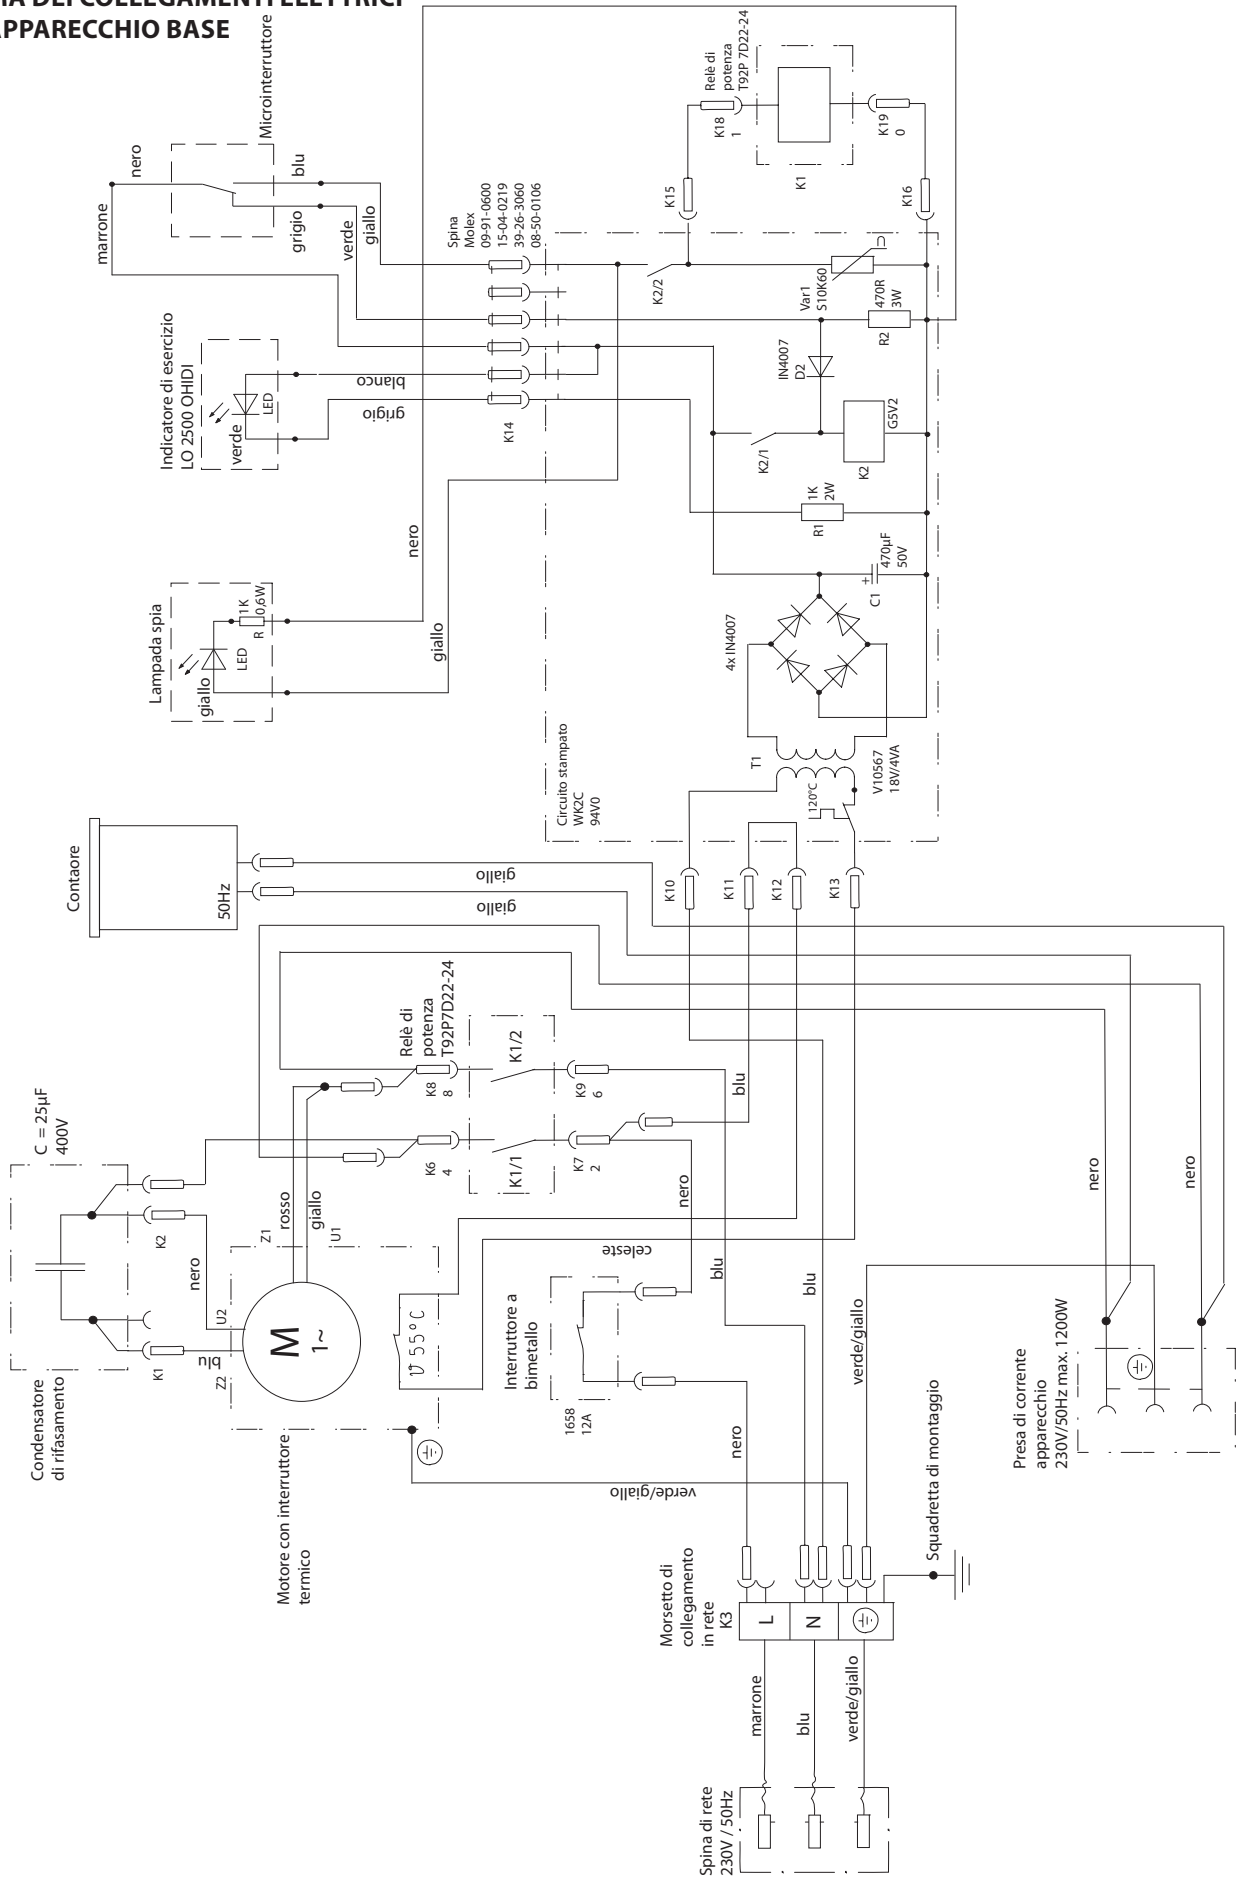 MA DEI COLLEGAMENTI ELETTRICI
APPARECCHIO BASE
Microinterruttore
nero
marrone
blu
grigio
verde
giallo
Spina
Molex
09-91-0600
15-04-0219
39-26-3060
08-50-0106
K14
Relè di
potenza
T92P 7D22-24
K18
1
K19
0
K1
K15
K16
K2/2
Var1
S10K60
U
470R
3W
R2
IN4007
D2
G5V2
K2
K2/1
1K
2W
R1
470µF
50V
C1
+
4x IN4007
Indicatore di esercizio
LO 2500 OHIDI
LED
verde
blanco
grigio
Lampada spia
1K
0,6W
R
LED
giallo
nero
giallo
Circuito stampato
WK2C
94V0
T1
V10567
18V/4VA
120°C
K10
K11
K12
K13
Contaore
50Hz
giallo
giallo
C = 25µF
400V
Condensatore
di rifasamento
K2
K1
nero
blu
Z1
rosso
giallo
U1
U2
Z2
M
1~
ϑ 55°C
Motore con interruttore
termico
Relè di
potenza
T92P7D22-24
K8
8
K6
4
K1/2
K1/1
K9
6
K7
2
blu
nero
celeste
blu
blu
Interruttore a
bimetallo
1658
12A
nero
verde/giallo
verde/giallo
nero
nero
Presa di corrente
apparecchio
230V/50Hz max. 1200W
Squadretta di montaggio
Morsetto di
collegamento
in rete
K3
L
N
marrone
blu
verde/giallo
Spina di rete
230V / 50Hz